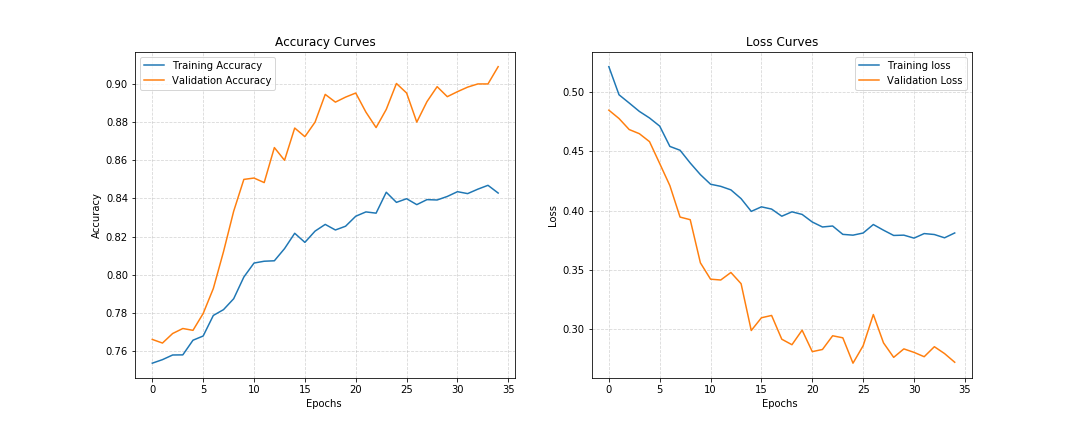 Accuracy Curves
Training Accuracy
Validation Accuracy
0.90
0.88
0.86
0.84
0.82
0.80
0.78
0.76
Accuracy
0 5 10 15 20 25 30 35
Epochs
Loss Curves
Training loss
Validation Loss
0.50
0.45
0.40
0.35
0.30
Loss
0 5 10 15 20 25 30 35
Epochs